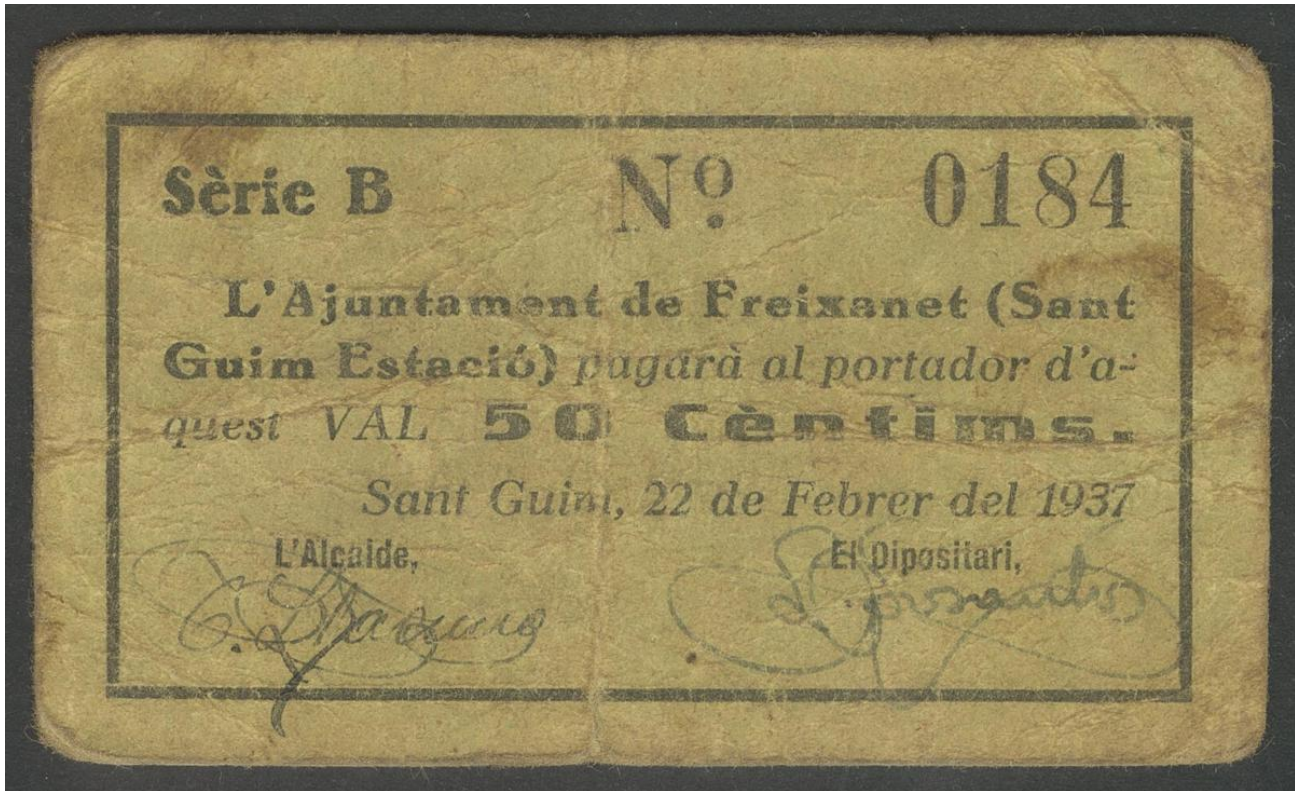 Sèrie B Nº 0184
L'Ajuntament de Freixanet (Sant
Guim Estació) pagarà al portador d'a-
quest VAL 50 Cèntims.
Sant Guim, 22 de Febrer del 1937
L'Alcalde, El Dipositari,